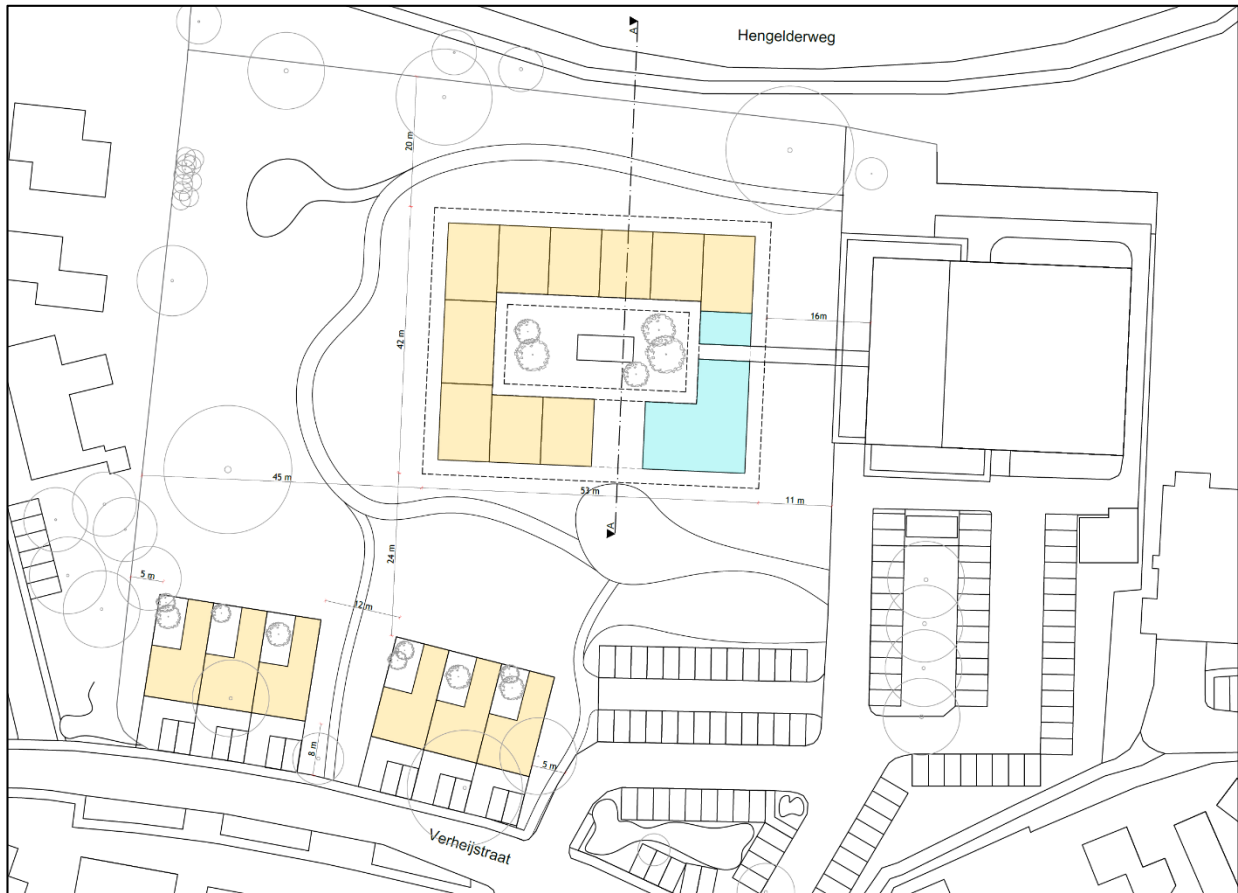 A
Hengelderweg
20 m
16m
42 m
45 m
53 m
11 m
A
24 m
5 m
12 m
8 m
5 m
Verheijstraat